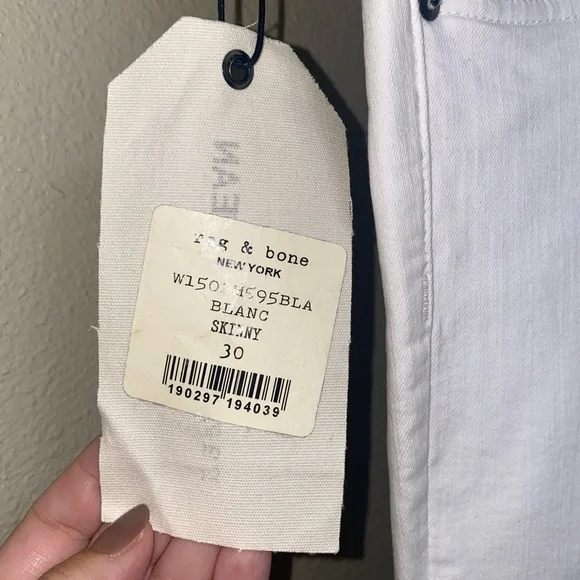 rag & bone
NEW YORK
BLANC
SKINNY
30
190297 194039